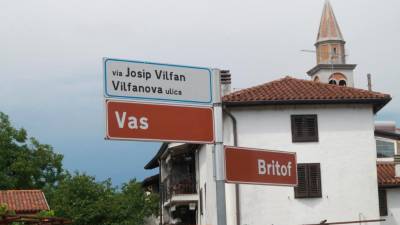 via Josip Vilfan
Vilfanova ulica
Vas
Britof